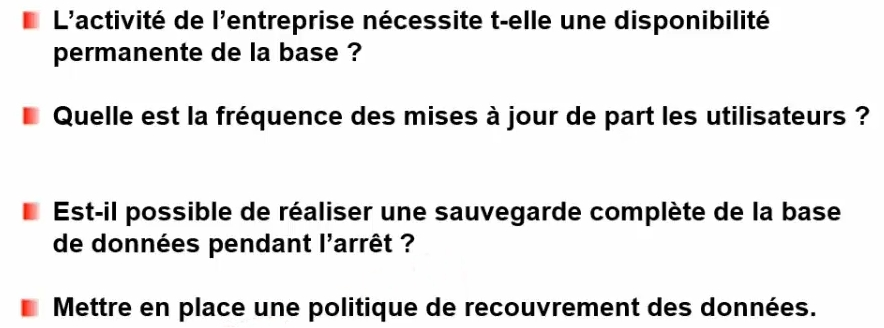 L’activité de l’entreprise nécessite t-elle une disponibilité
permanente de la base ?
Quelle est la fréquence des mises à jour de part les utilisateurs ?
Est-il possible de réaliser une sauvegarde complète de la base
de données pendant l’arrêt ?
Mettre en place une politique de recouvrement des données.